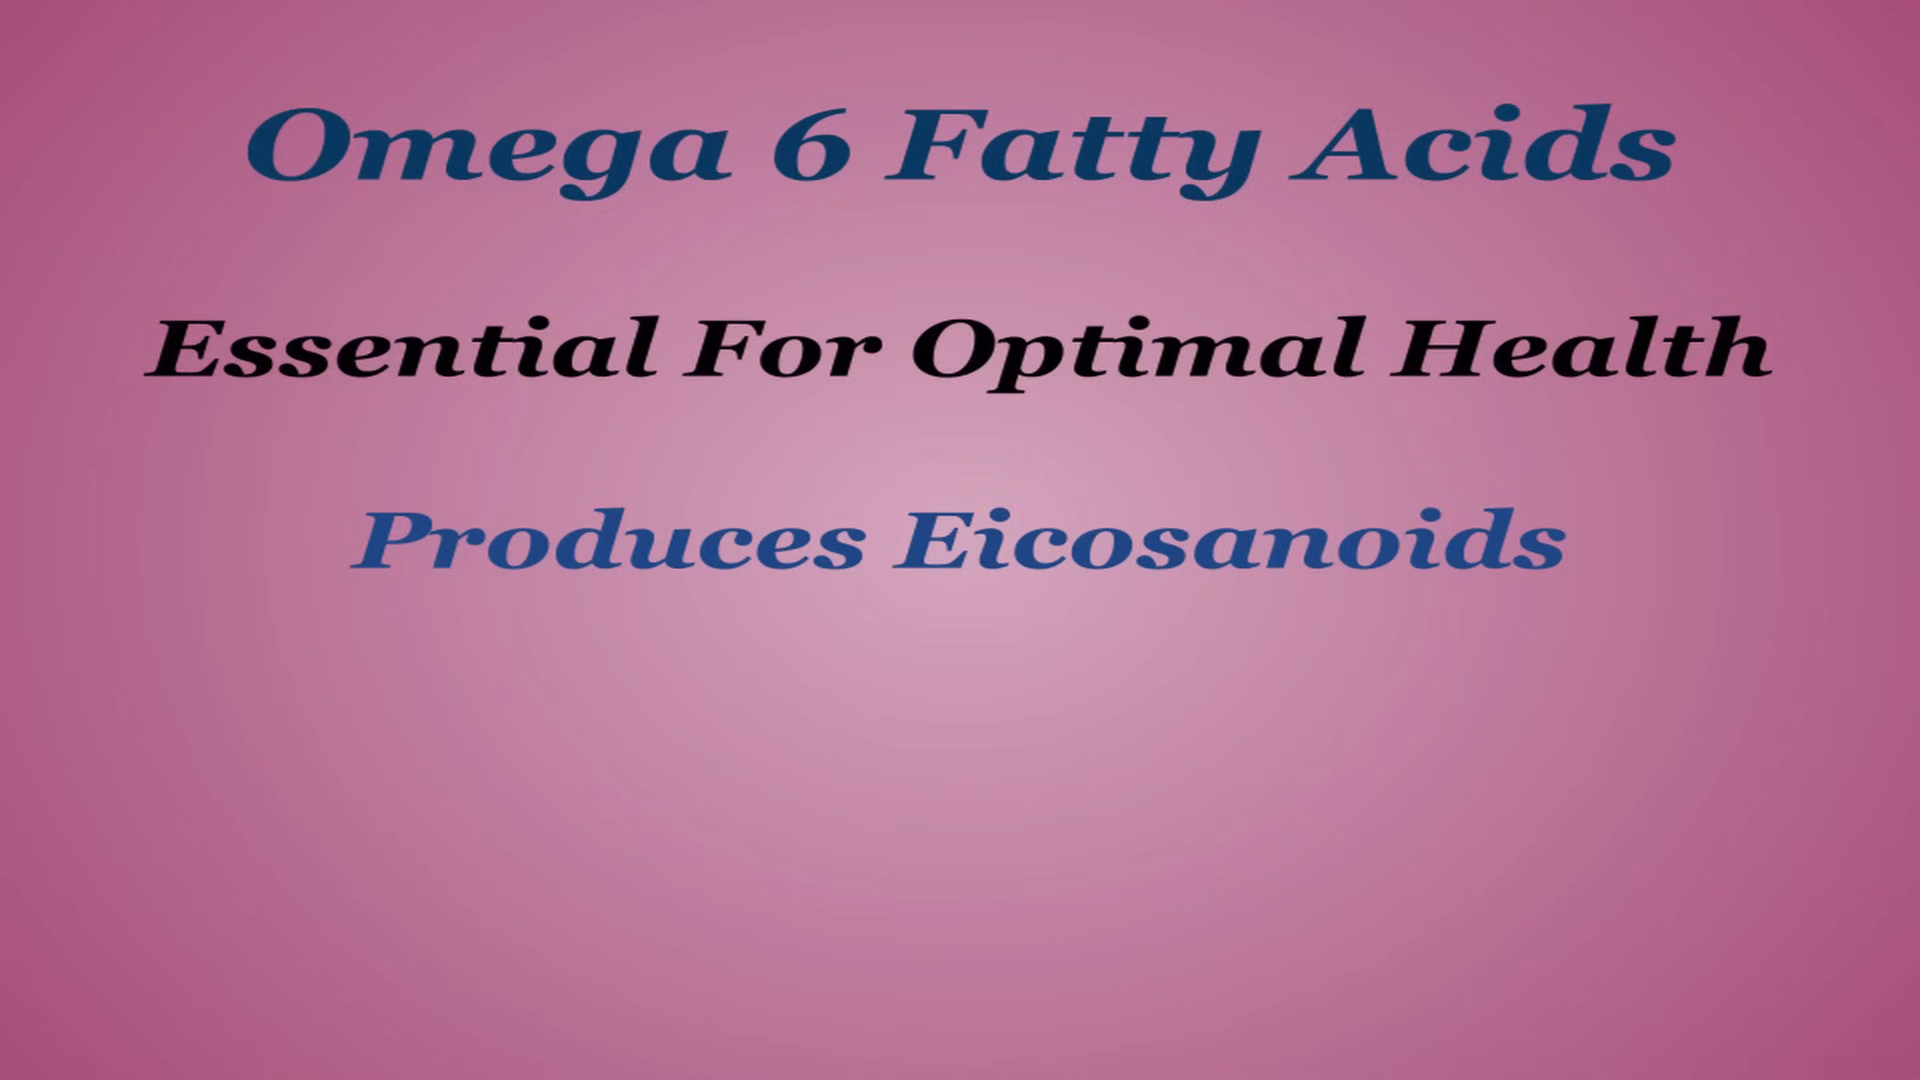 Omega 6 Fatty Acids
Essential For Optimal Health
Produces Eicosanoids